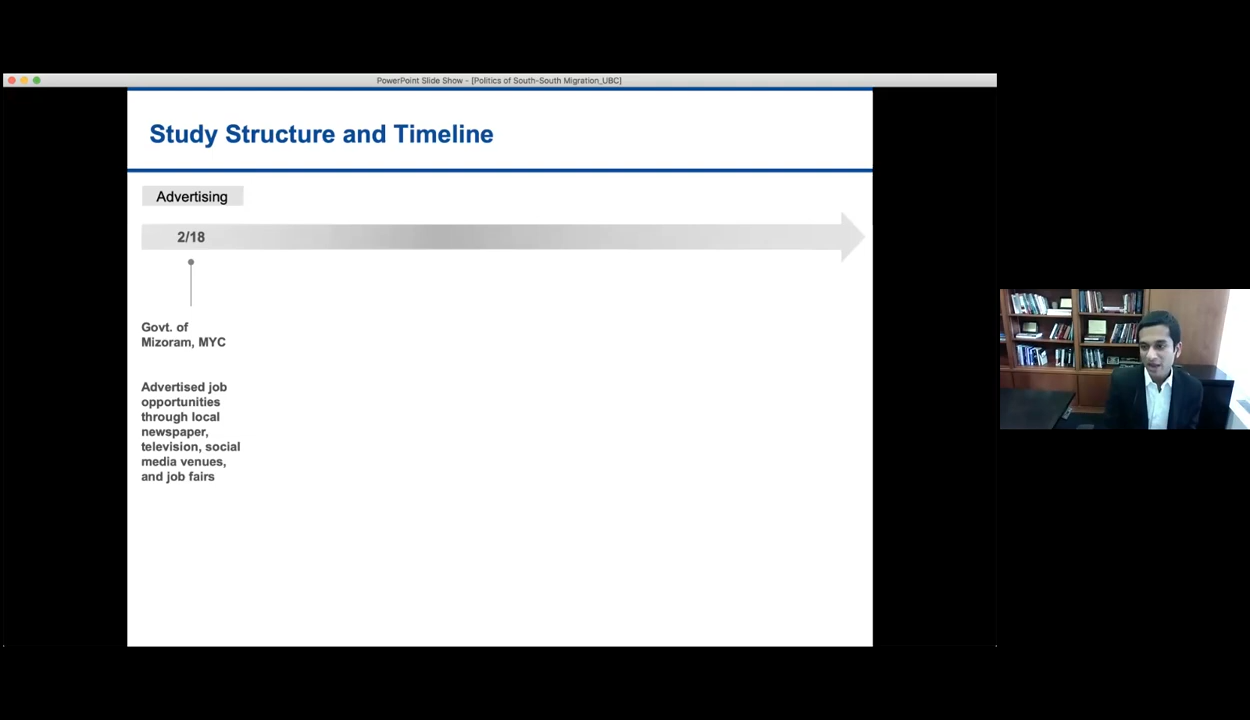 PowerPoint Slide Show - [Politics of South-South Migration_UBC]
Study Structure and Timeline
Advertising
2/18
Govt. of
Mizoram, MYC
Advertised job
opportunities
through local
newspaper,
television, social
media venues,
and job fairs